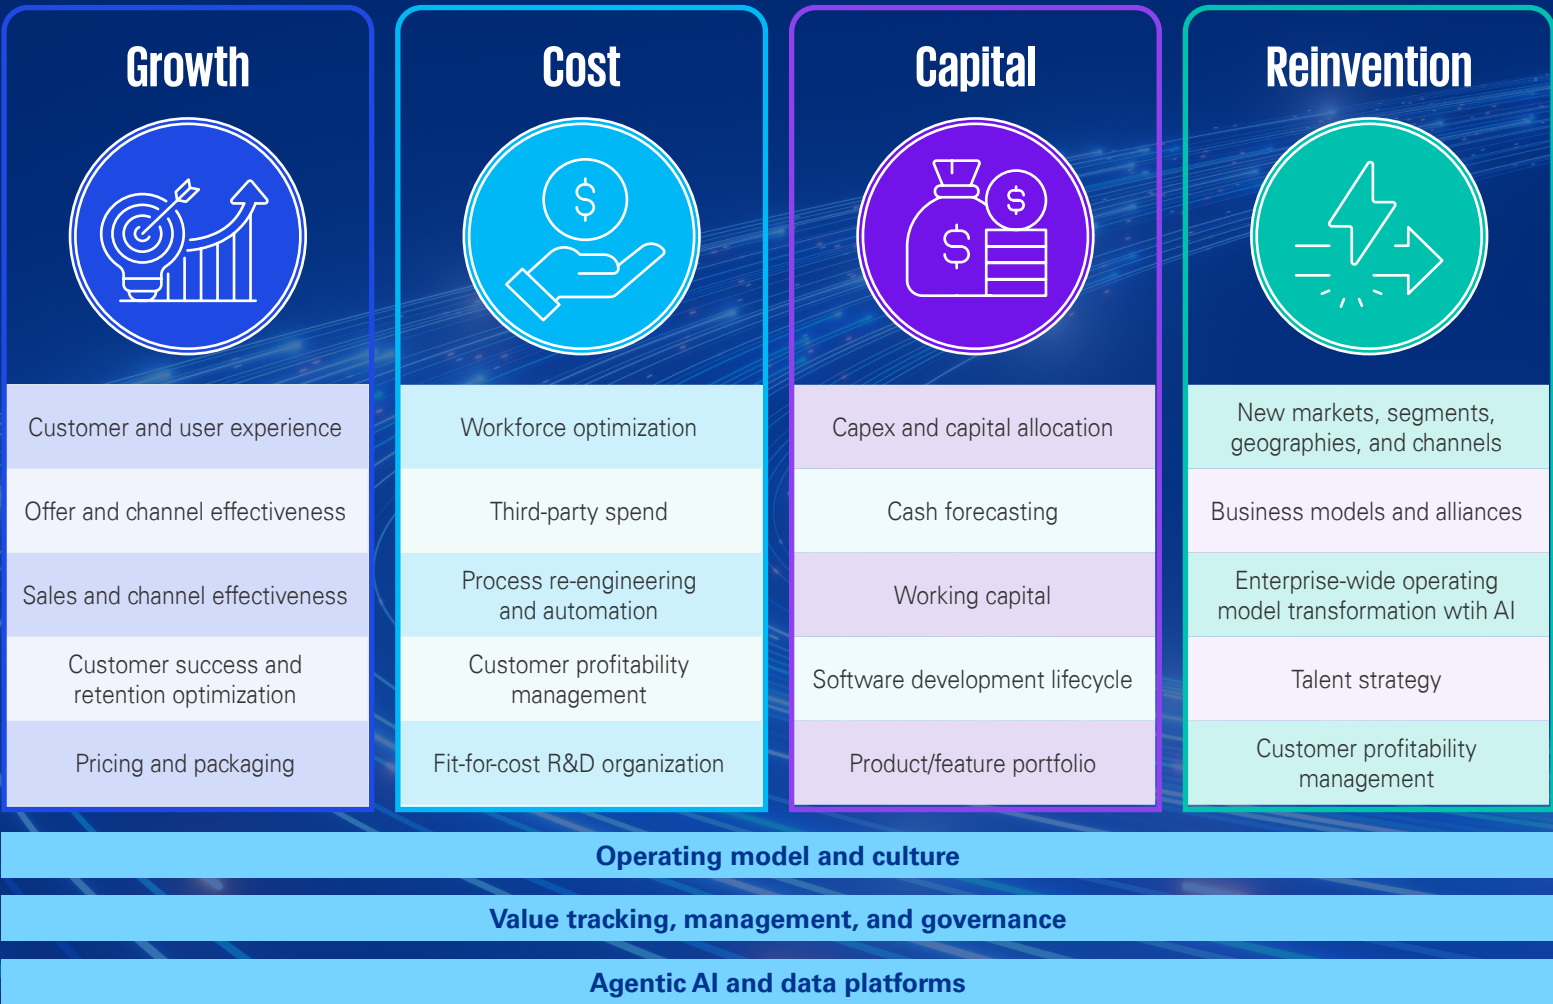 Growth
Customer and user experience
Offer and channel effectiveness
Sales and channel effectiveness
Customer success and
retention optimization
Pricing and packaging
Cost
$
Workforce optimization
Third-party spend
Process re-engineering
and automation
Customer profitability
management
Fit-for-cost R&D organization
Capital
$
$
Capex and capital allocation
Cash forecasting
Working capital
Software development lifecycle
Product/feature portfolio
Reinvention
New markets, segments,
geographies, and channels
Business models and alliances
Enterprise-wide operating
model transformation wtih AI
Talent strategy
Customer profitability
management
Operating model and culture
Value tracking, management, and governance
Agentic AI and data platforms